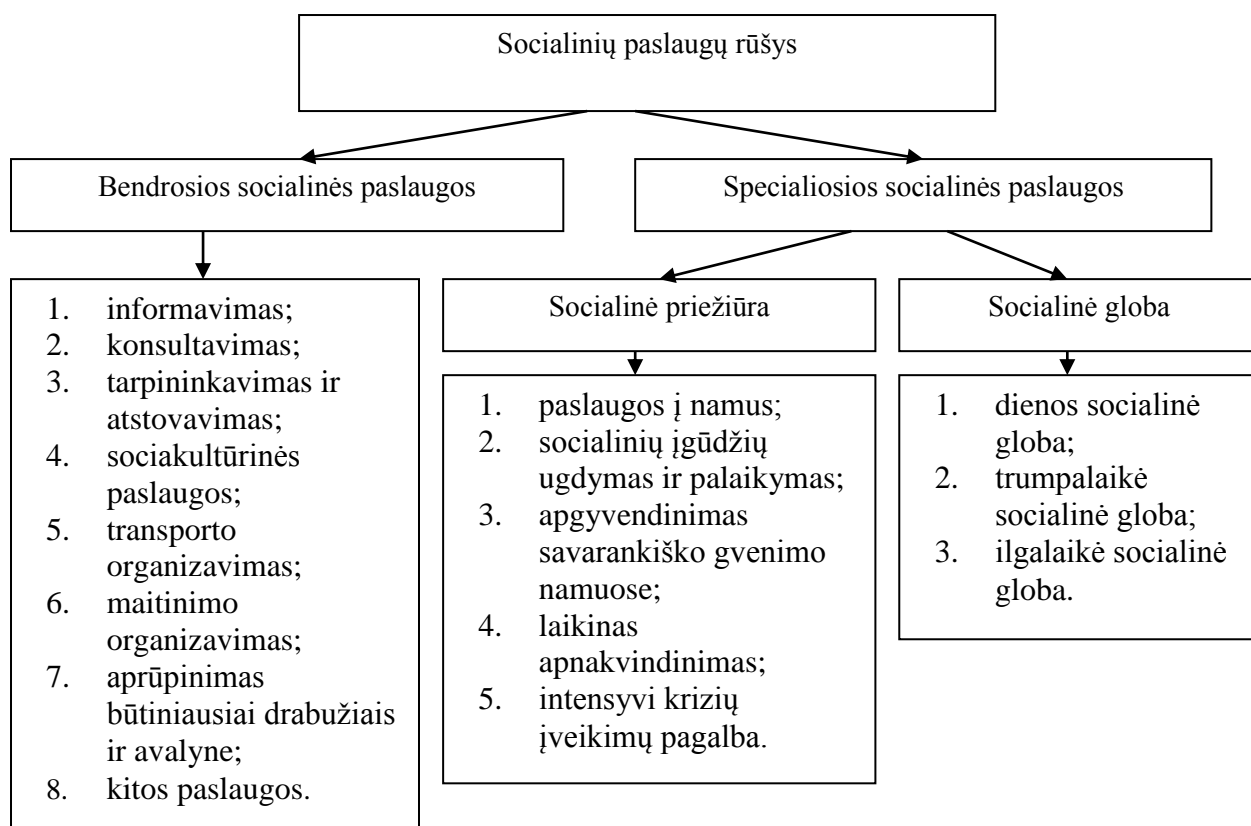 Socialinių paslaugų rūšys
Bendrosios socialinės paslaugos
Specialiosios socialinės paslaugos
1. informavimas;
2. konsultavimas;
3. tarpininkavimas ir
atstovavimas;
4. sociakultūrinės
paslaugos;
5. transporto
organizavimas;
6. maitinimo
organizavimas;
7. aprūpinimas
būtiniausiai drabužiais
ir avalyne;
8. kitos paslaugos.
Socialinė priežiūra
1. paslaugos į namus;
2. socialinių įgūdžių
ugdymas ir palaikymas;
3. apgyvendinimas
savarankiško gvenimo
namuose;
4. laikinas
apnakvindinimas;
5. intensyvi krizių
įveikimų pagalba.
Socialinė globa
1. dienos socialinė
globa;
2. trumpalaikė
socialinė globa;
3. ilgalaikė socialinė
globa.